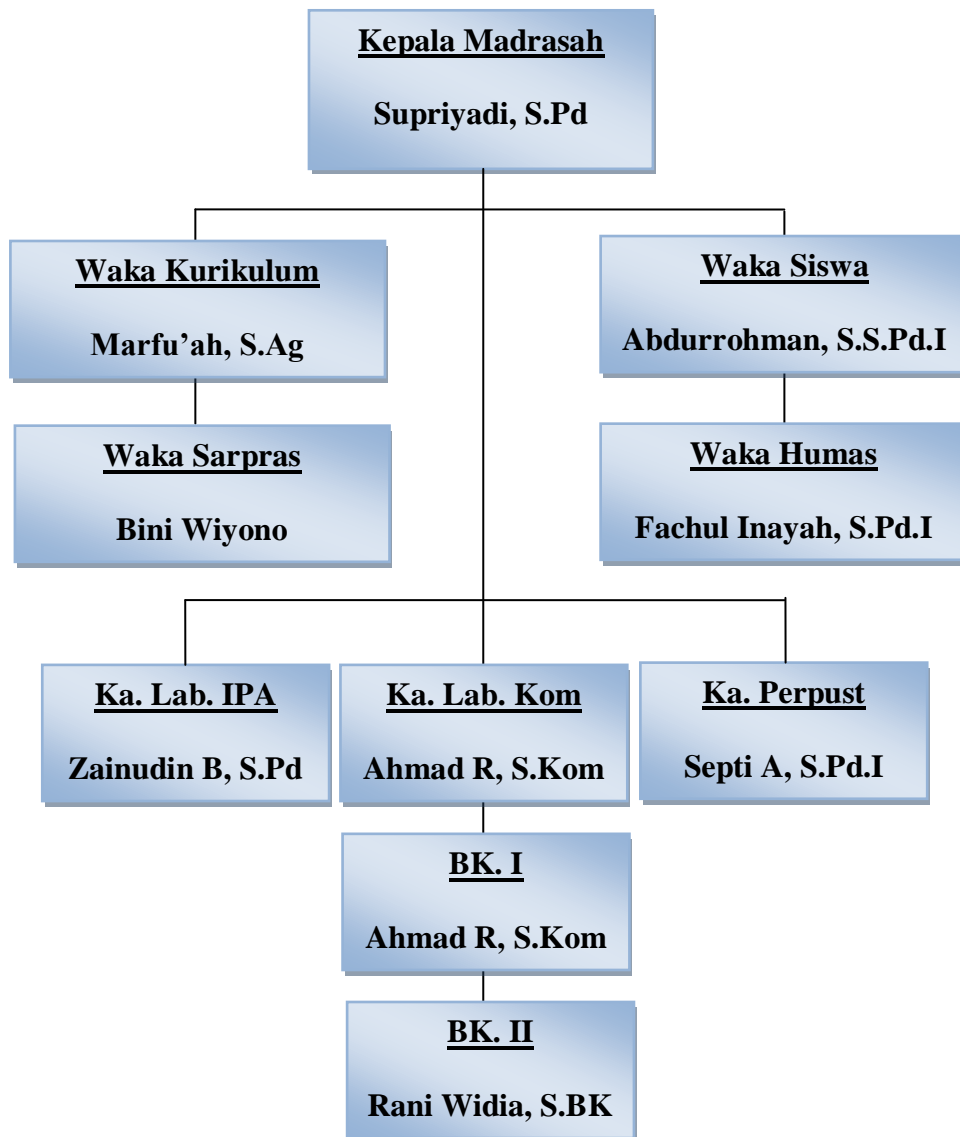 Kepala Madrasah
Supriyadi, S.Pd
Waka Kurikulum
Marfu’ah, S.Ag
Waka Siswa
Abdurrohman, S.S.Pd.I
Waka Sarpras
Bini Wiyono
Waka Humas
Fachul Inayah, S.Pd.I
Ka. Lab. IPA
Zainudin B, S.Pd
Ka. Lab. Kom
Ahmad R, S.Kom
Ka. Perpust
Septi A, S.Pd.I
BK. I
Ahmad R, S.Kom
BK. II
Rani Widia, S.BK